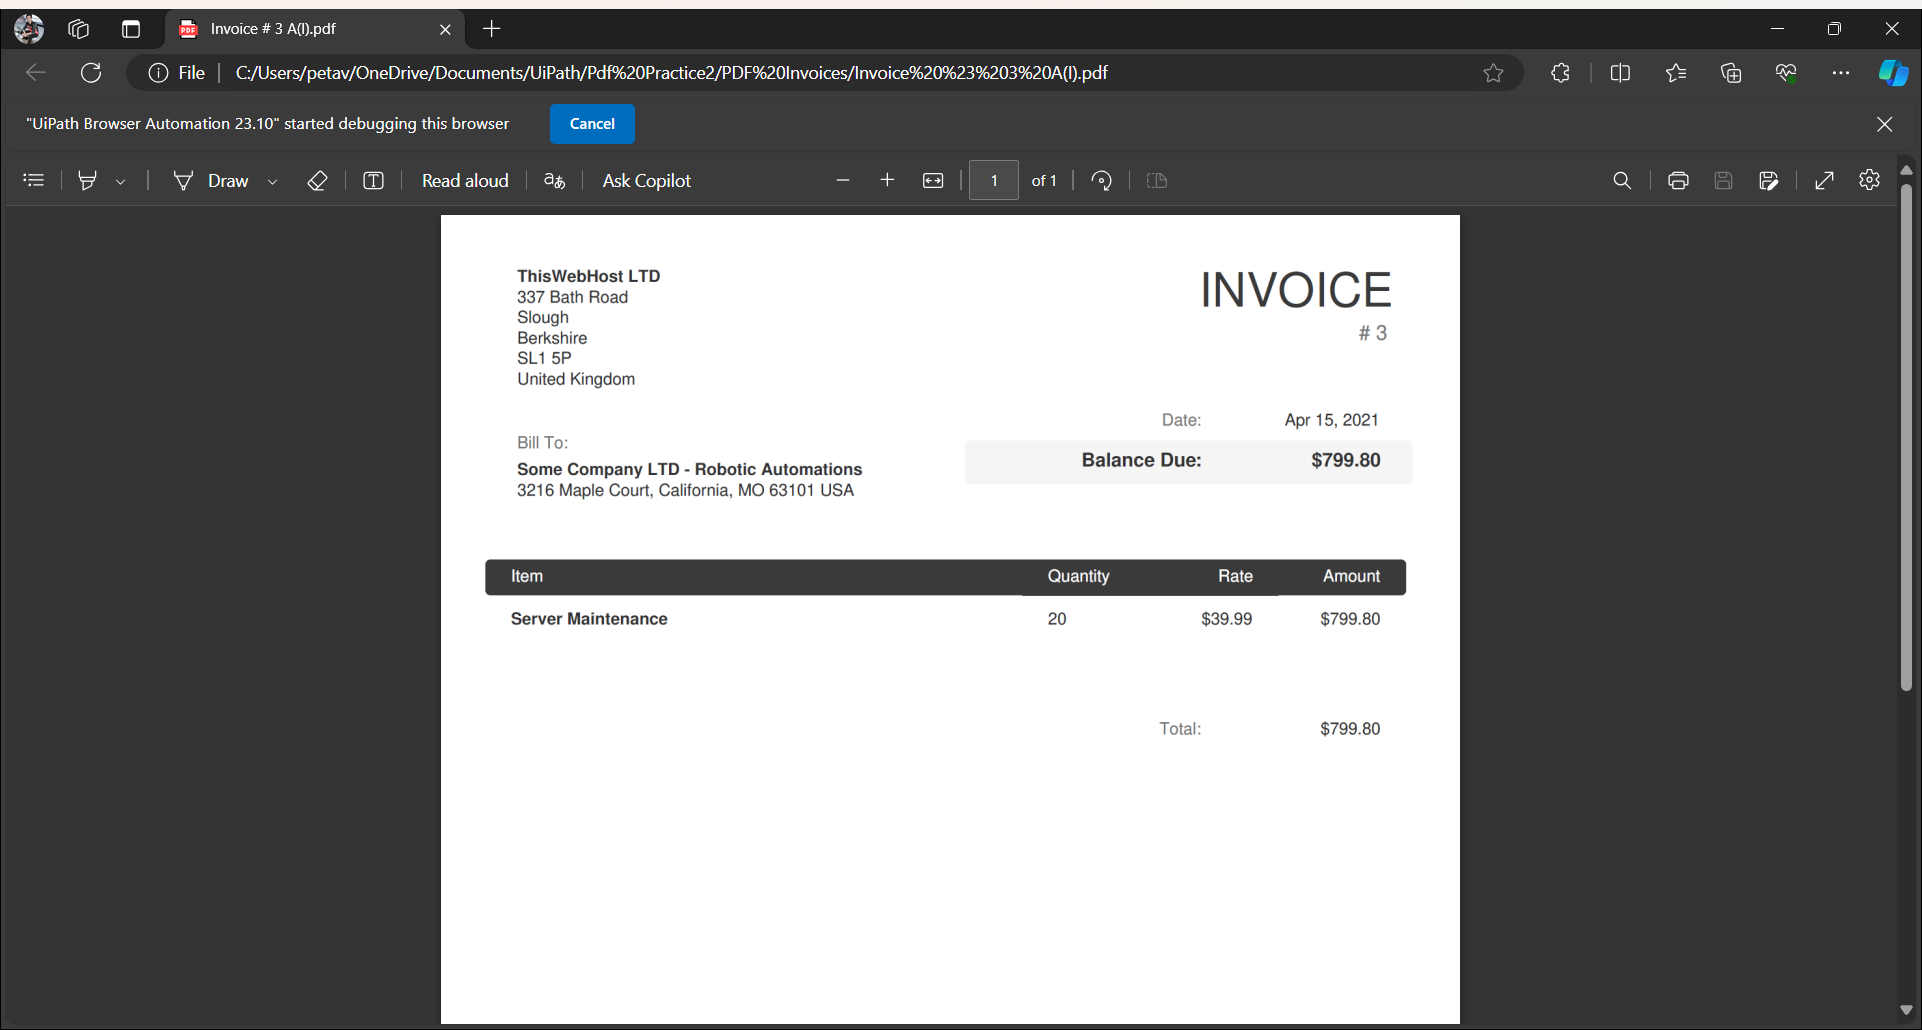 Invoice # 3 A(I).pdf
File
C:/Users/petav/OneDrive/Documents/UiPath/Pdf%20Practice2/PDF%20Invoices/Invoice%20%23%203%20A(I).pdf
"UiPath Browser Automation 23.10" started debugging this browser
Cancel
Draw
Read aloud
aあ
Ask Copilot
1
of 1
ThisWebHost LTD
337 Bath Road
Slough
Berkshire
SL1 5P
United Kingdom
INVOICE
# 3
Date: Apr 15, 2021
Balance Due: $799.80
Bill To:
Some Company LTD - Robotic Automations
3216 Maple Court, California, MO 63101 USA
Item Quantity Rate Amount
Server Maintenance 20 $39.99 $799.80
Total: $799.80